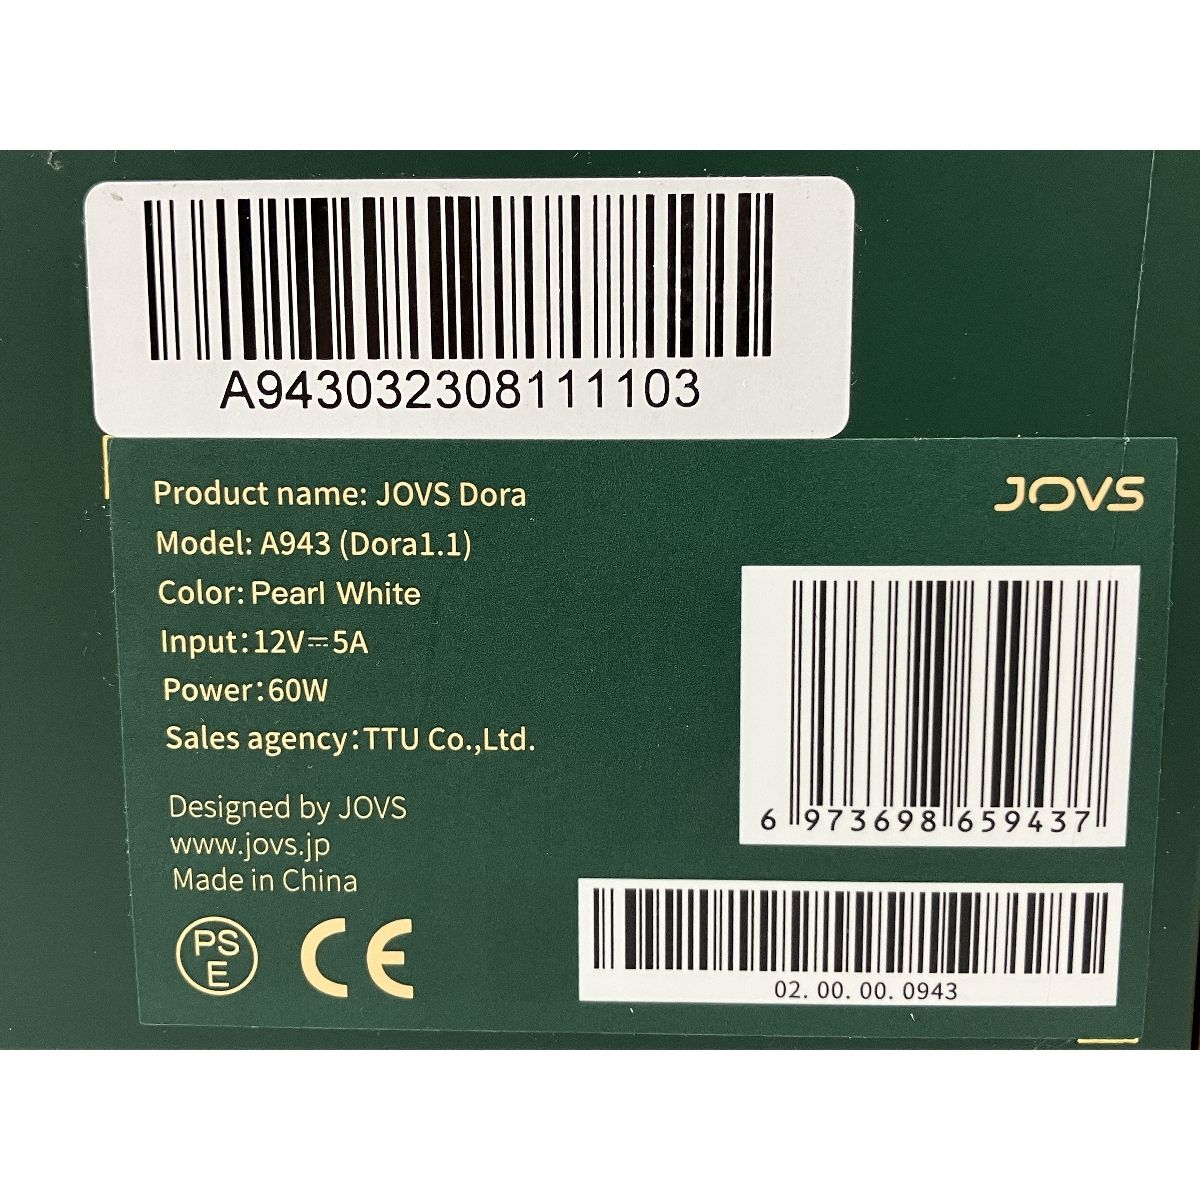 A943032308111103
Product name: JOVS Dora
JOVS
Model: A943 (Dora1.1)
Color: Pearl White
Input:12V⎓5A
Power:60W
Sales agency:TTU Co.,Ltd.
6 973698 659437
Designed by JOVS
www.jovs.jp
Made in China
PS
E
CE
02. 00. 00. 0943